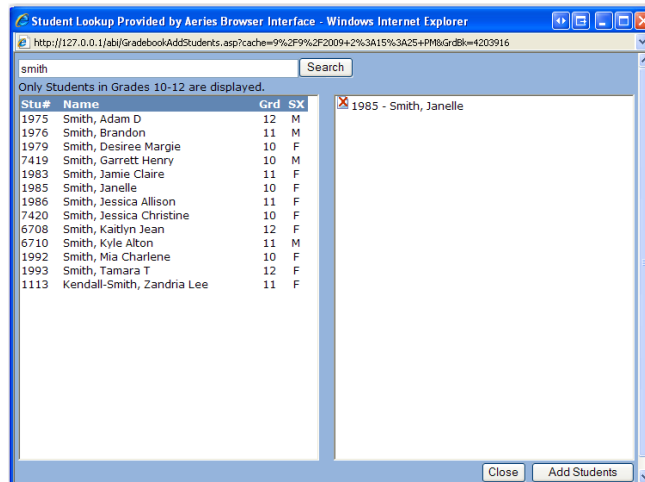 Student Lookup Provided by Aeries Browser Interface - Windows Internet Explorer
http://127.0.0.1/abi/GradebookAddStudents.asp?cache=9%2F9%2F2009+2%3A15%3A25+PM&GrdBk=4203916
smith Search
Only Students in Grades 10-12 are displayed.
Stu# Name Grd SX
1975 Smith, Adam D 12 M
1976 Smith, Brandon 11 M
1979 Smith, Desiree Margie 10 F
7419 Smith, Garrett Henry 10 M
1983 Smith, Jamie Claire 11 F
1985 Smith, Janelle 10 F
1986 Smith, Jessica Allison 11 F
7420 Smith, Jessica Christine 10 F
6708 Smith, Kaitlyn Jean 12 F
6710 Smith, Kyle Alton 11 M
1992 Smith, Mia Charlene 10 F
1993 Smith, Tamara T 12 F
1113 Kendall-Smith, Zandria Lee 11 F
1985 - Smith, Janelle
Close Add Students